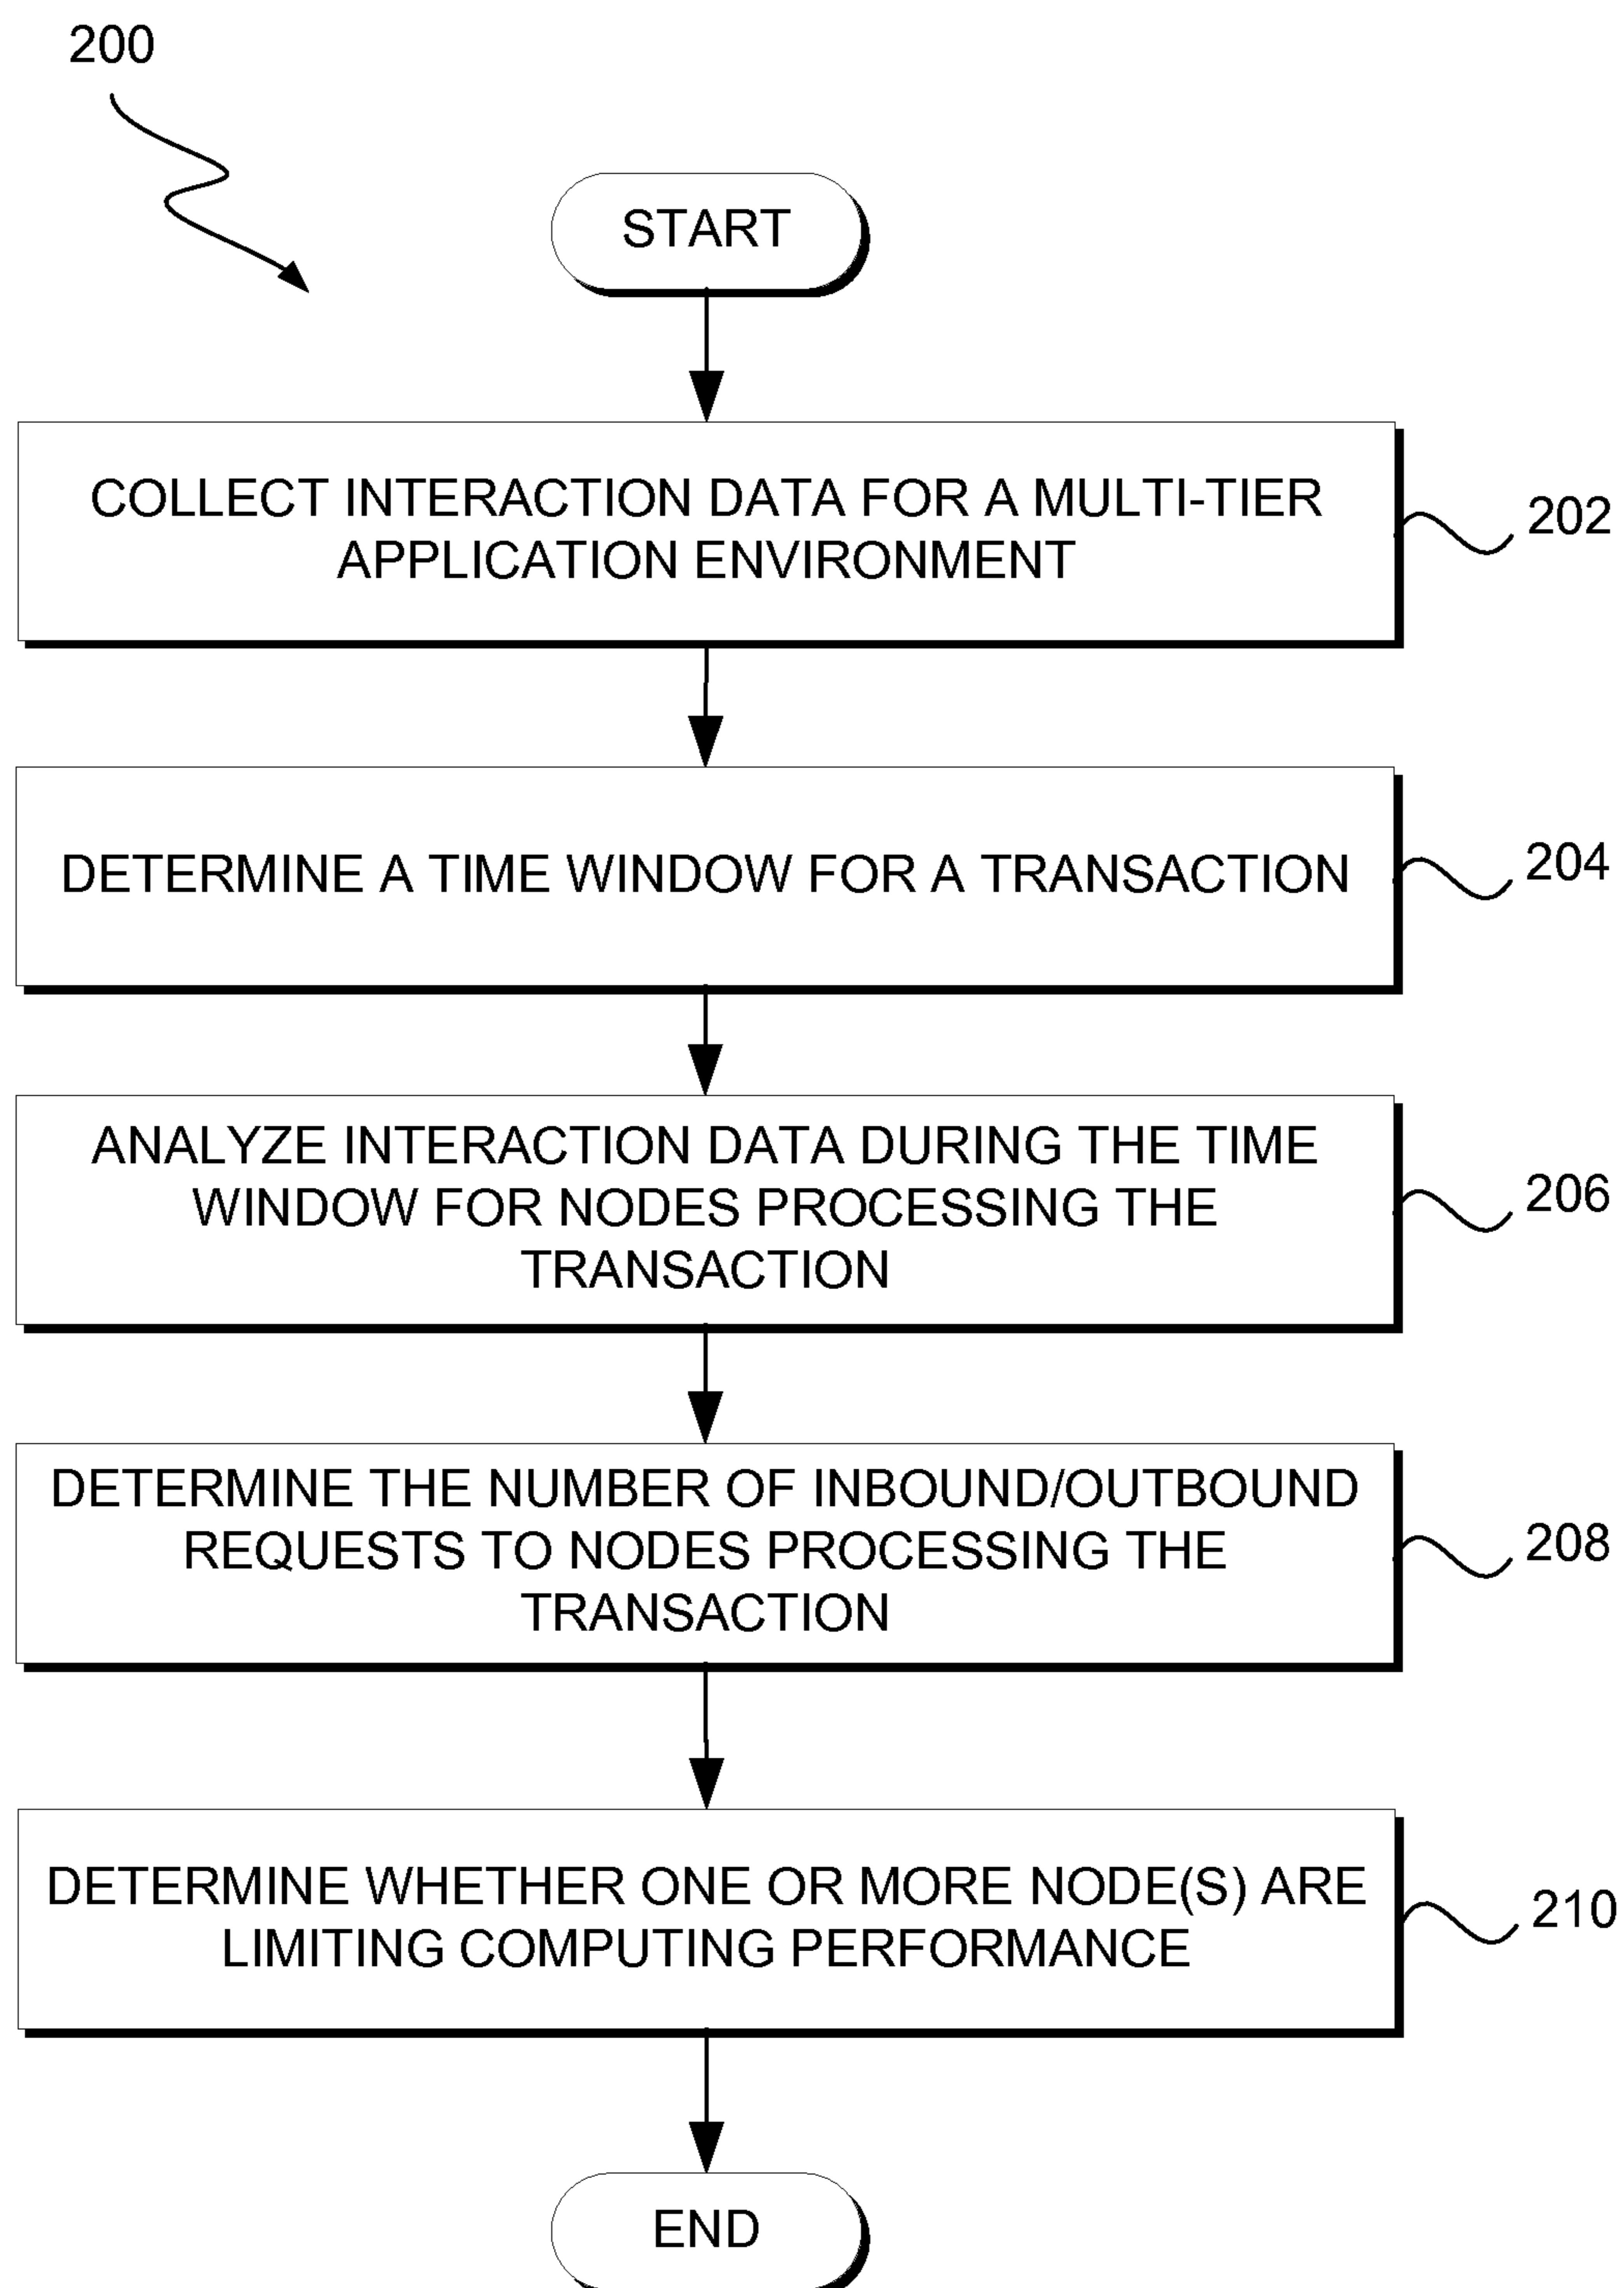 200
START
COLLECT INTERACTION DATA FOR A MULTI-TIER
APPLICATION ENVIRONMENT
202
DETERMINE A TIME WINDOW FOR A TRANSACTION
204
ANALYZE INTERACTION DATA DURING THE TIME
WINDOW FOR NODES PROCESSING THE
TRANSACTION
206
DETERMINE THE NUMBER OF INBOUND/OUTBOUND
REQUESTS TO NODES PROCESSING THE
TRANSACTION
208
DETERMINE WHETHER ONE OR MORE NODE(S) ARE
LIMITING COMPUTING PERFORMANCE
210
END